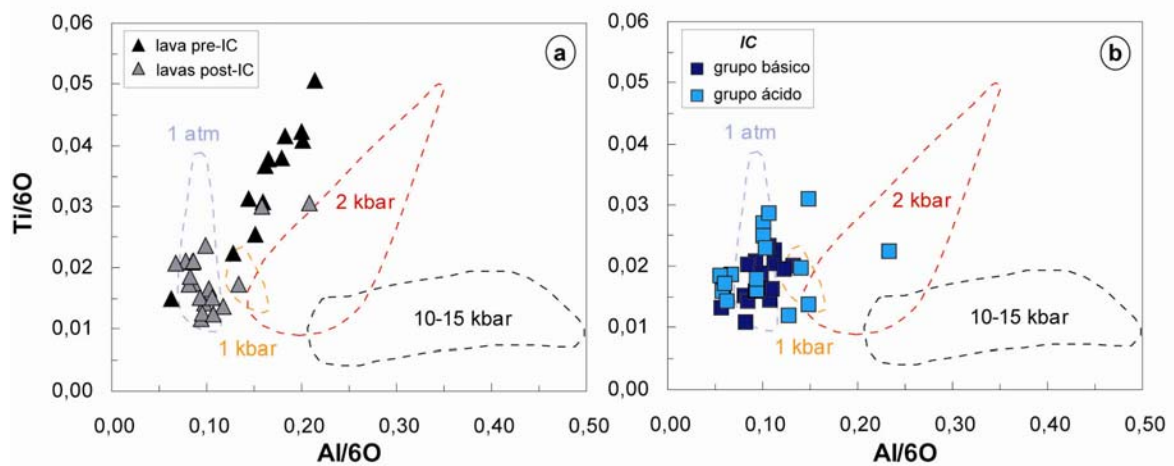 0,06
0,05
0,04
0,03
0,02
0,01
0,00
Ti/6O
lava pre-IC
lavas post-IC
a
1 atm
2 kbar
1 kbar
10-15 kbar
0,00 0,10 0,20 0,30 0,40 0,50
Al/6O
0,06
0,05
0,04
0,03
0,02
0,01
0,00
IC
grupo básico
grupo ácido
b
1 atm
2 kbar
1 kbar
10-15 kbar
0,00 0,10 0,20 0,30 0,40 0,50
Al/6O